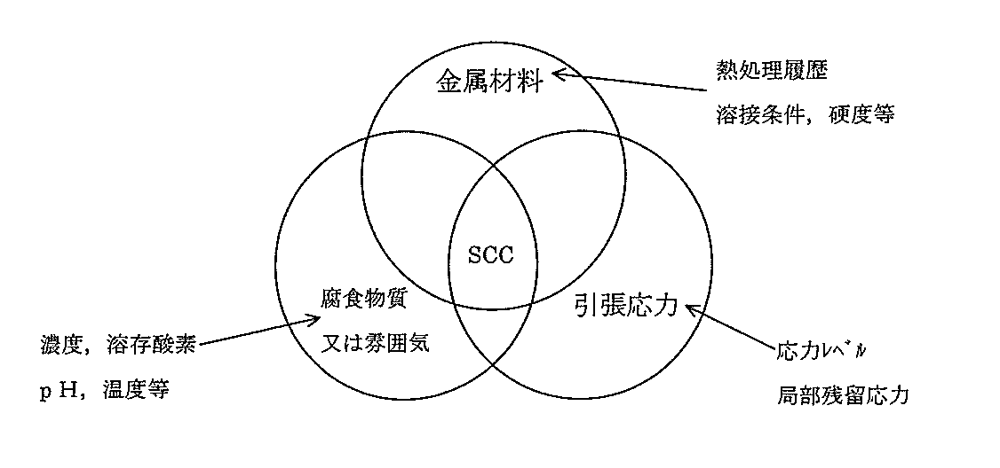 金属材料
熱処理履歴
溶接条件，硬度等
SCC
腐食物質
又は雰囲気
引張応力
濃度，溶存酸素
ｐH，温度等
応力ﾚﾍﾞﾙ
局部残留応力